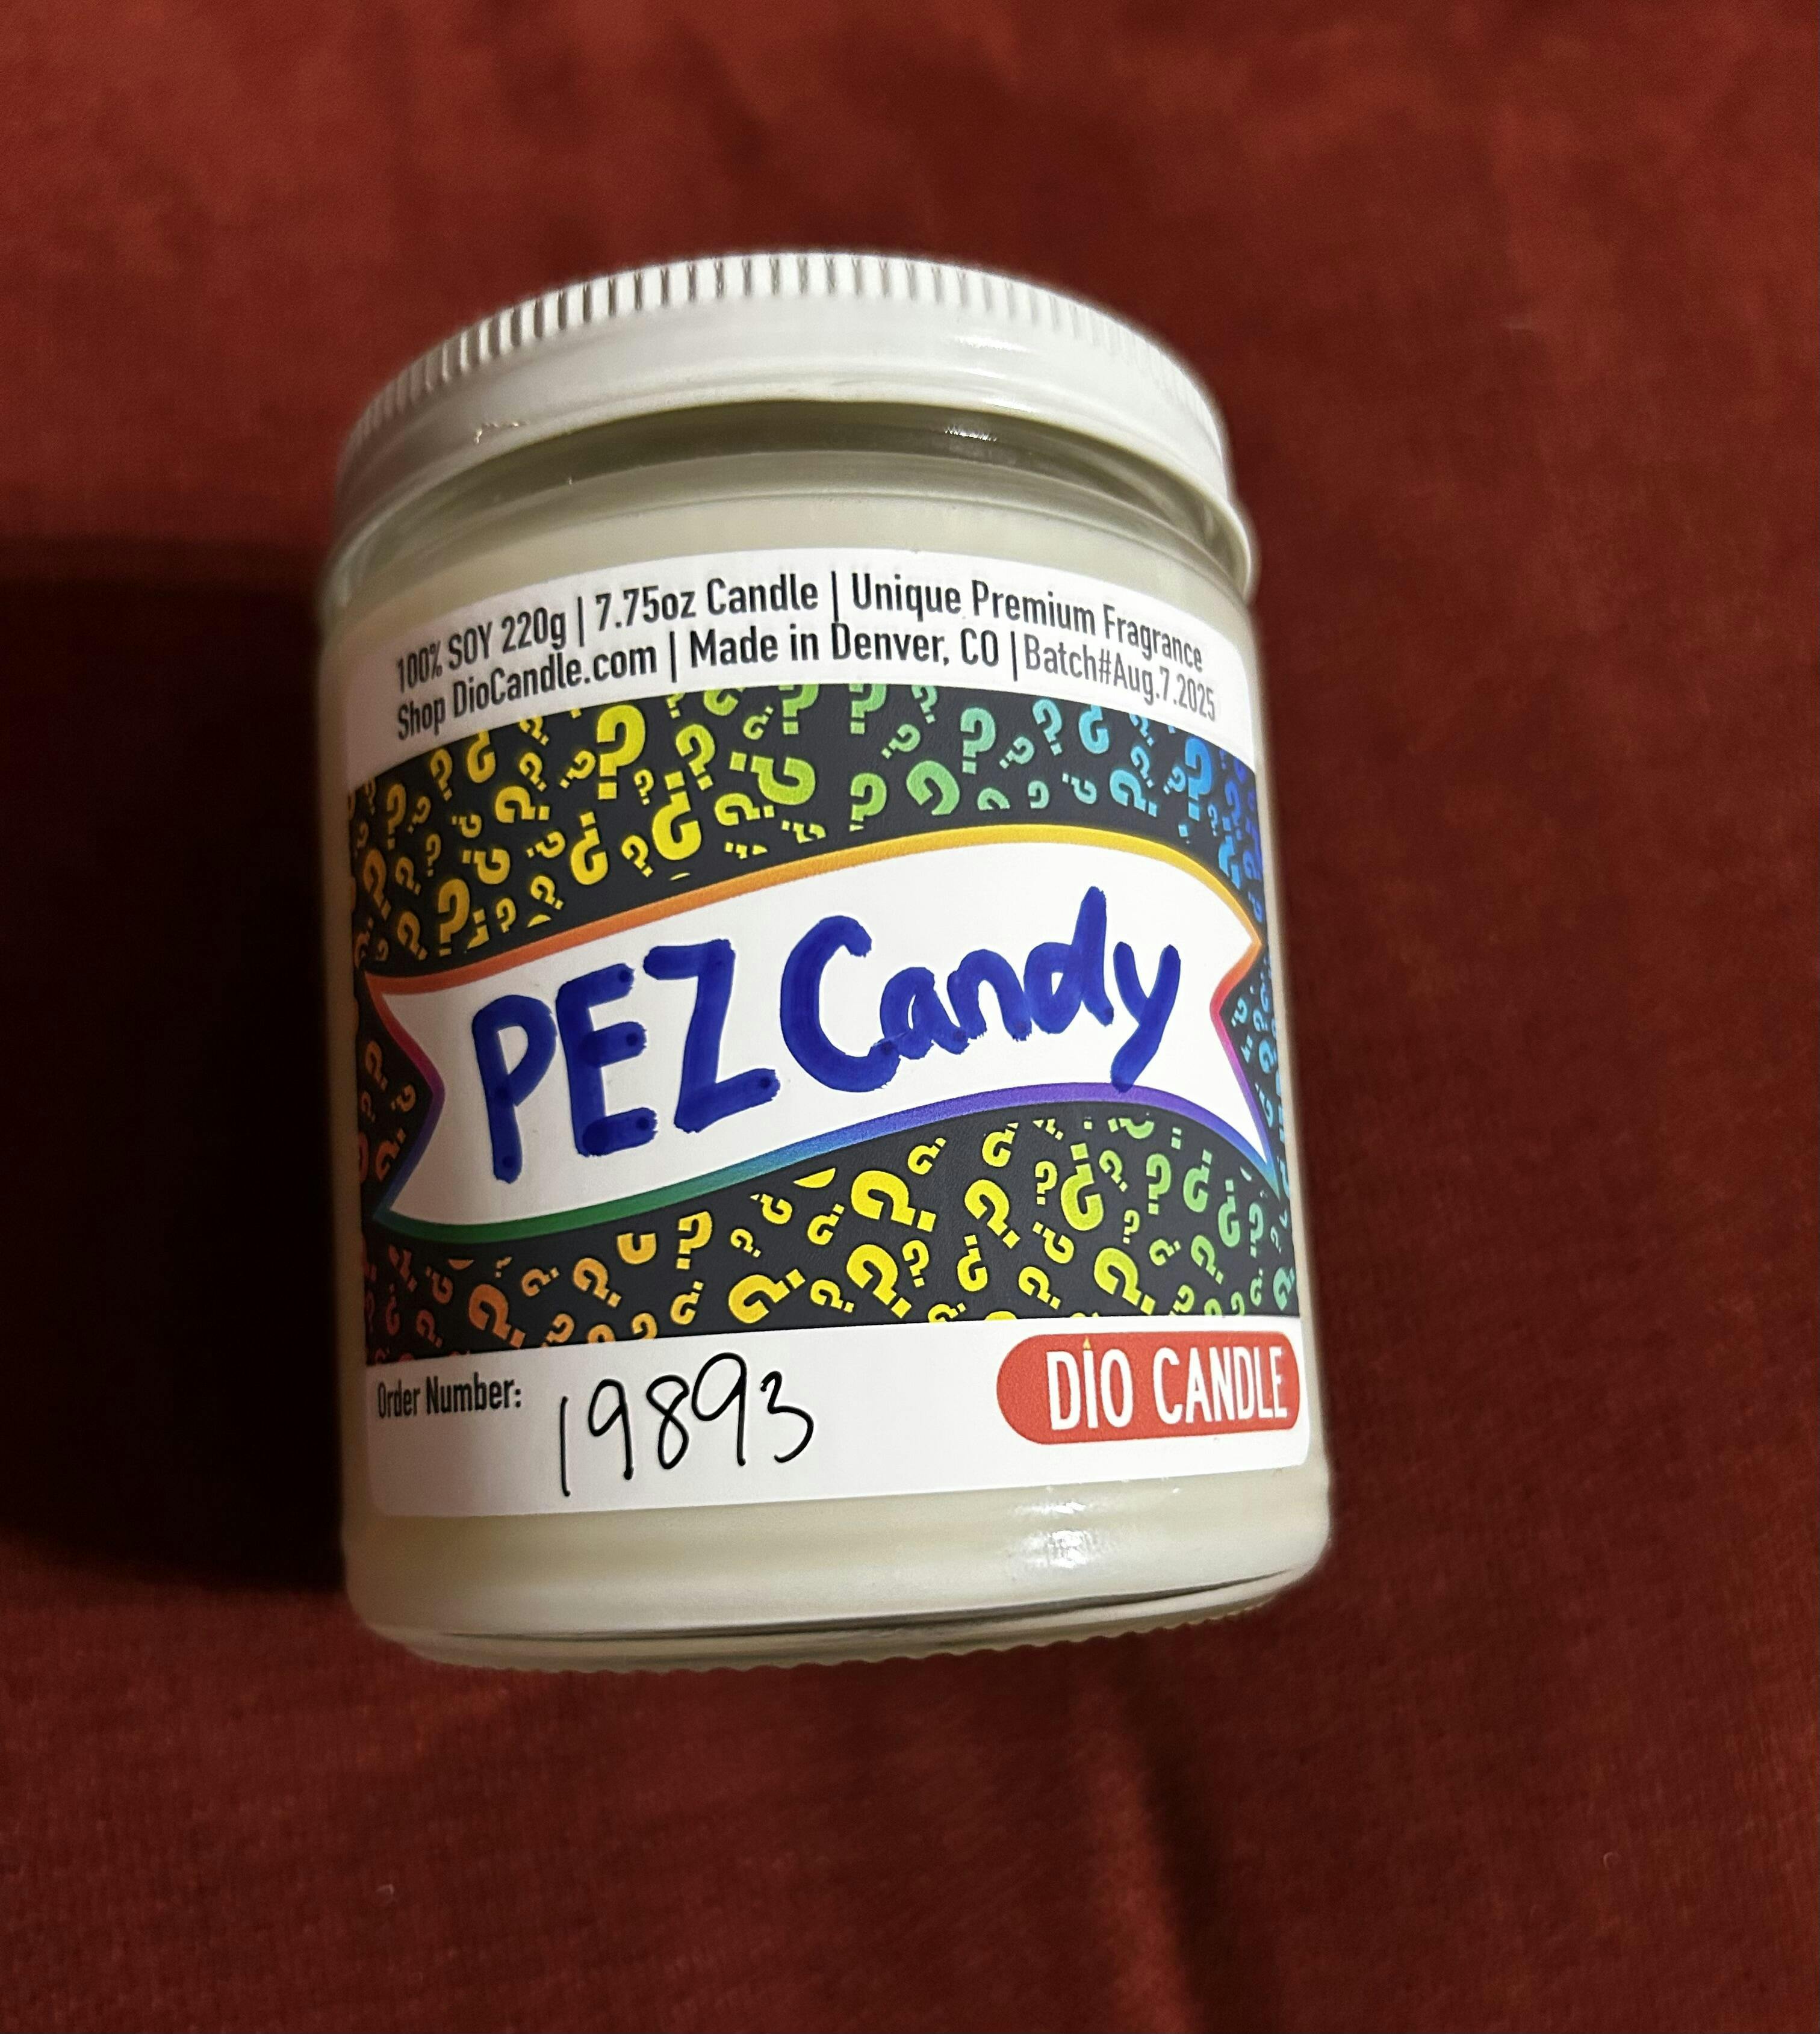 100% SOY 220g | 7.75oz Candle | Unique Premium Fragrance
Shop DioCandle.com | Made in Denver, CO | Batch#Aug.7.2025
PEZ Candy
Order Number: 19893
DIO CANDLE